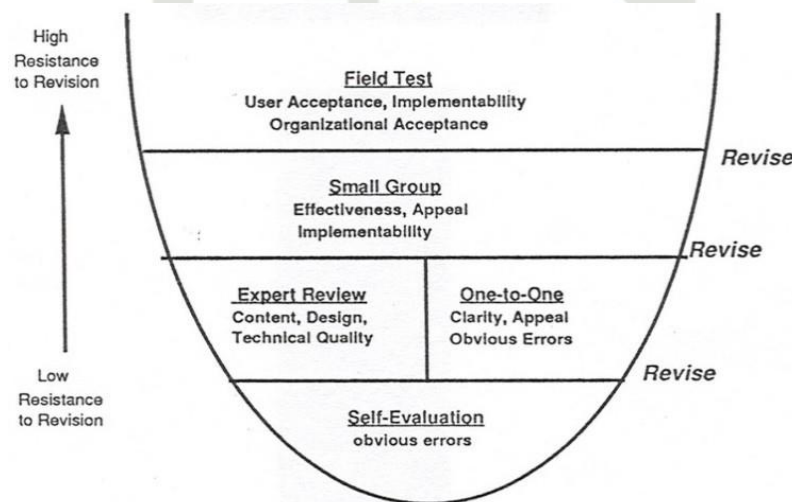 High
Resistance
to Revision
Field Test
User Acceptance, Implementability
Organizational Acceptance
Revise
Small Group
Effectiveness, Appeal
Implementability
Revise
Expert Review
Content, Design,
Technical Quality
One-to-One
Clarity, Appeal
Obvious Errors
Revise
Low
Resistance
to Revision
Self-Evaluation
obvious errors